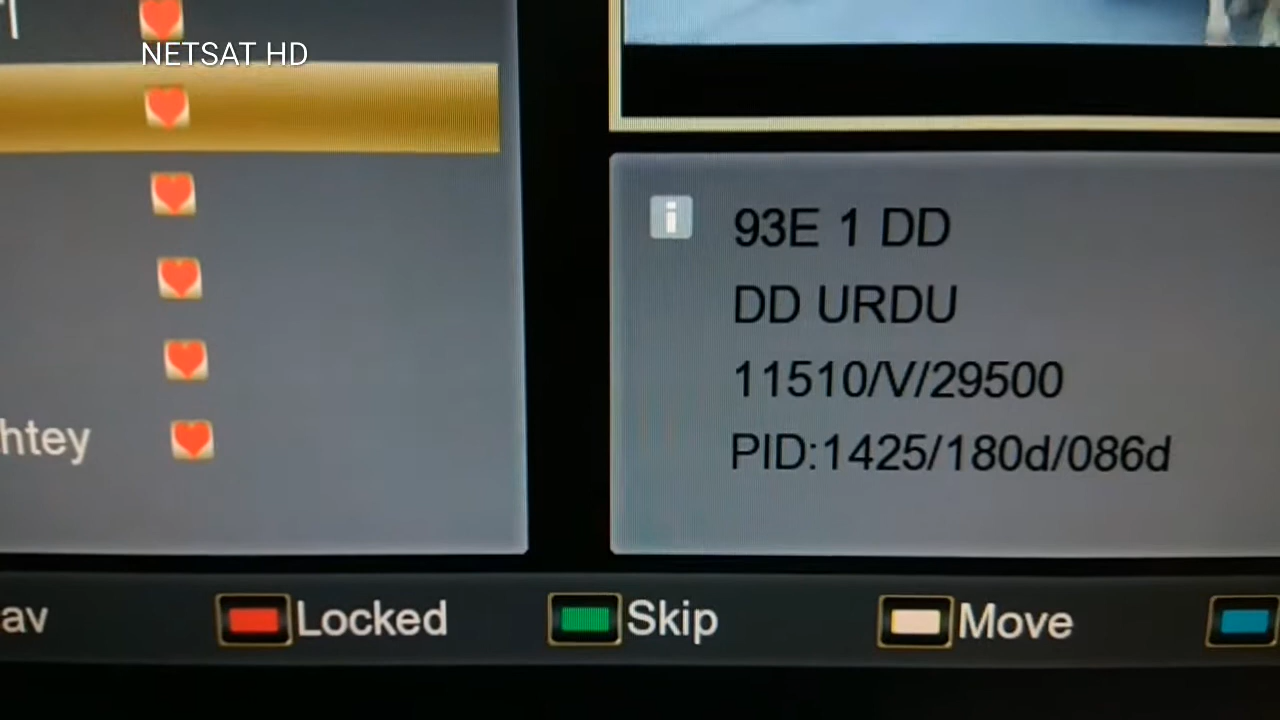 NETSAT HD
htey
93E 1 DD
DD URDU
11510/V/29500
PID:1425/180d/086d
av
Locked
Skip
Move